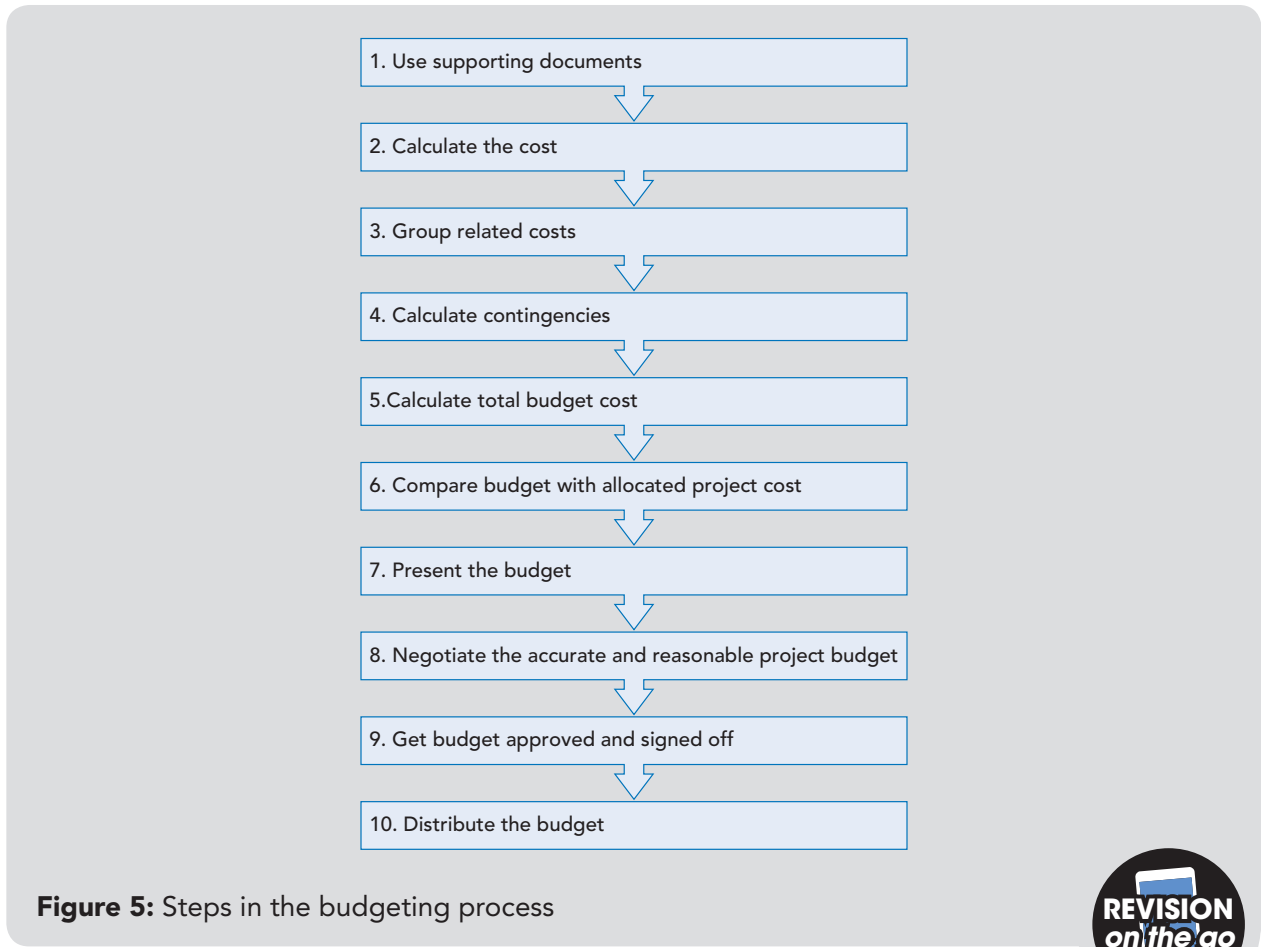 1. Use supporting documents
2. Calculate the cost
3. Group related costs
4. Calculate contingencies
5.Calculate total budget cost
6. Compare budget with allocated project cost
7. Present the budget
8. Negotiate the accurate and reasonable project budget
9. Get budget approved and signed off
10. Distribute the budget
Figure 5: Steps in the budgeting process
REVISION
on the go